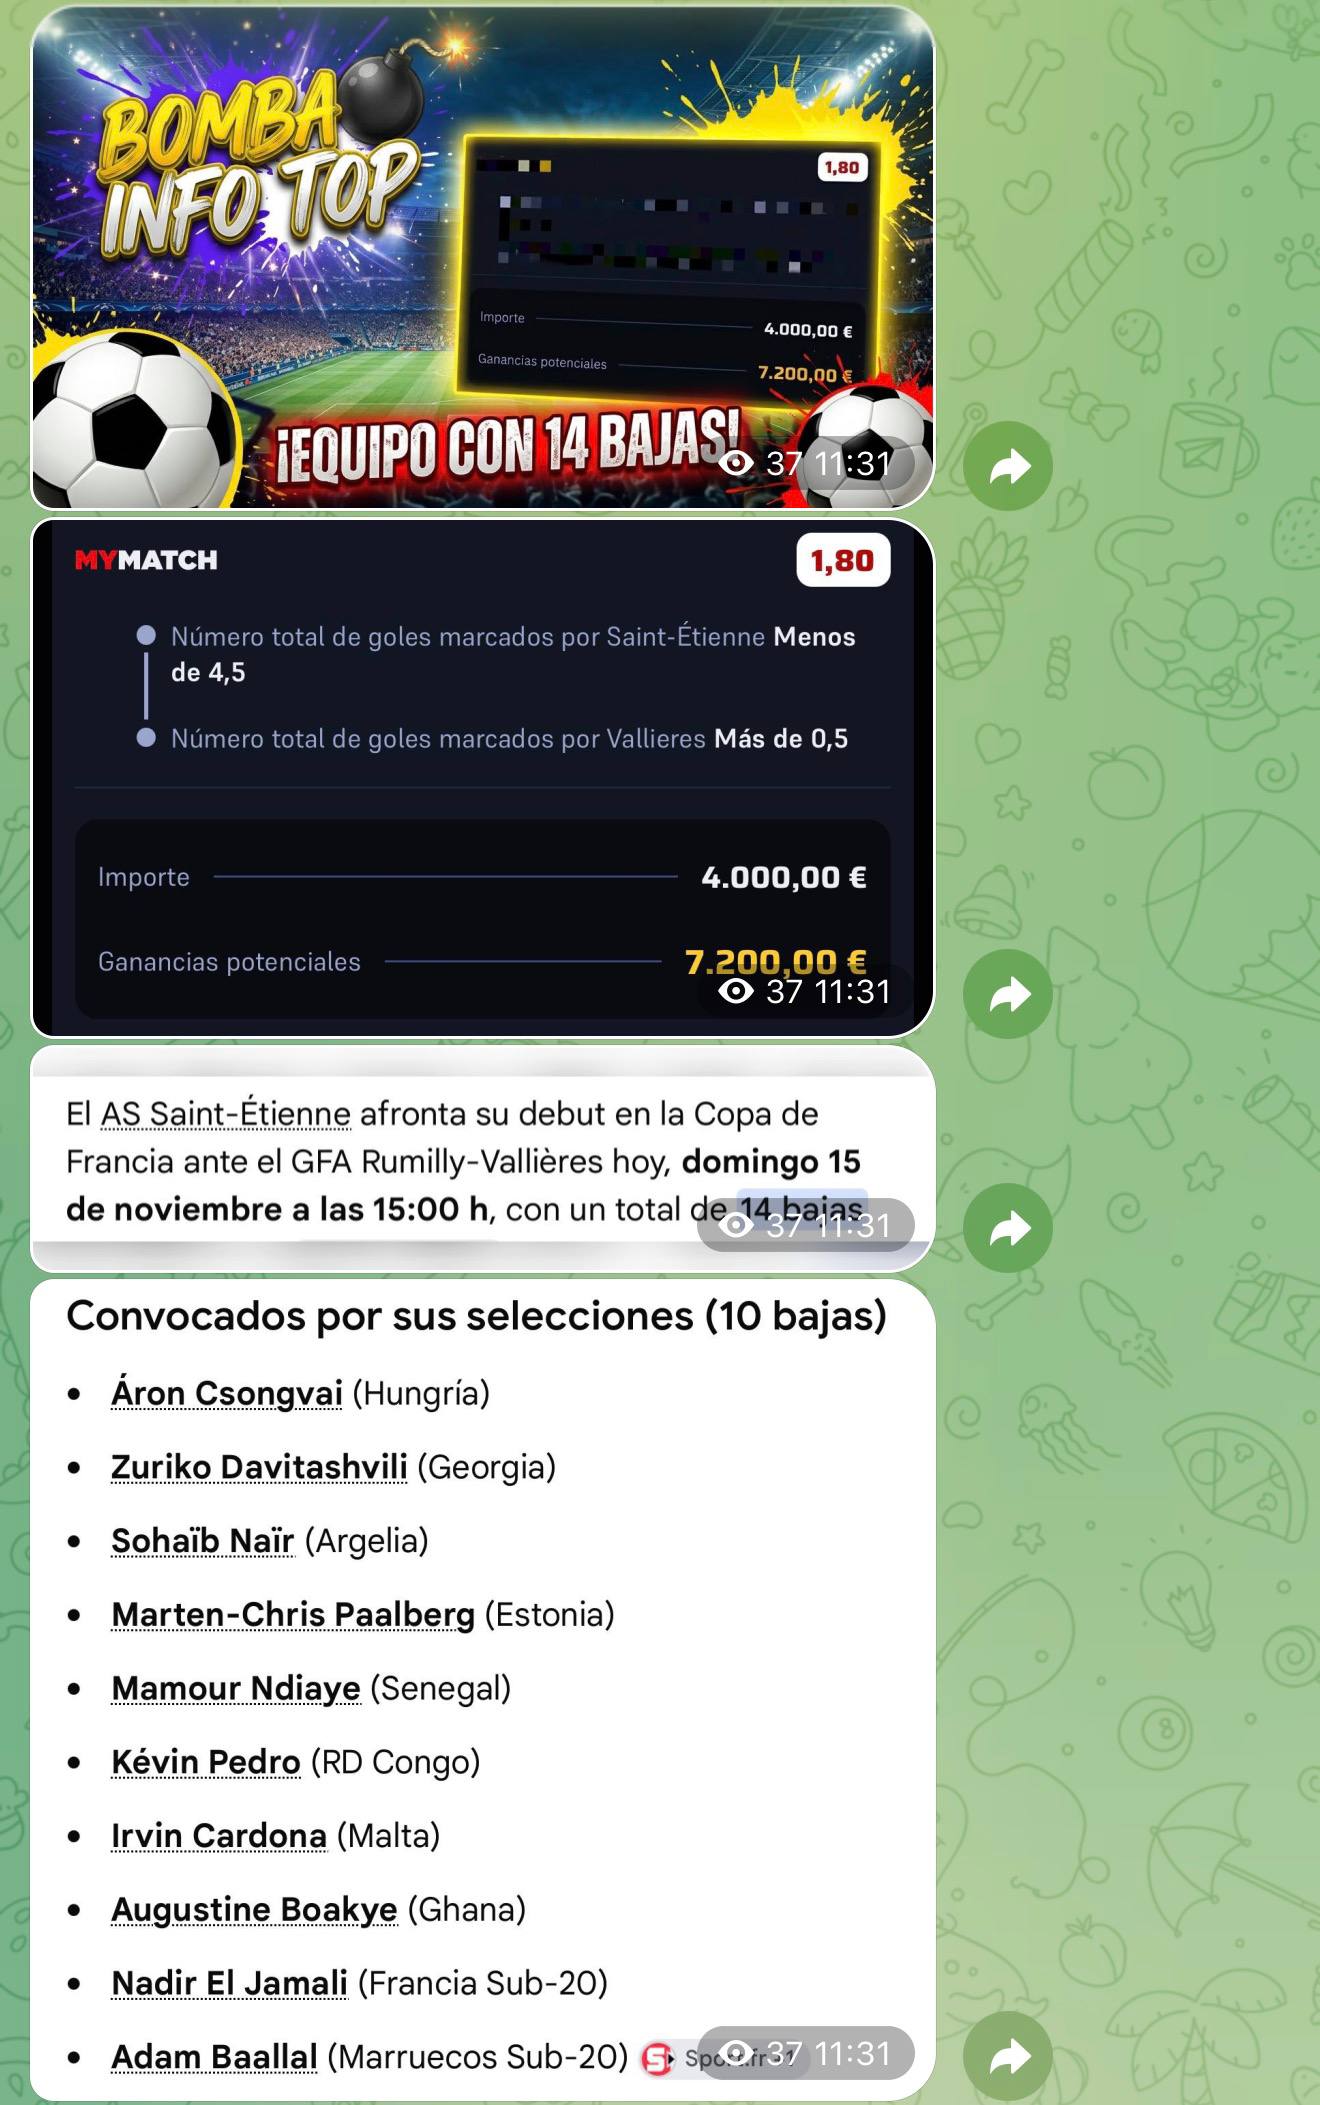 BOMBA
INFO TOP
1,80
Importe 4.000,00 €
Ganancias potenciales 7.200,00 €
¡EQUIPO CON 14 BAJAS!
37 11:31
MYMATCH 1,80
Número total de goles marcados por Saint-Étienne Menos
de 4,5
Número total de goles marcados por Vallieres Más de 0,5
Importe 4.000,00 €
Ganancias potenciales 7.200,00 €
37 11:31
El AS Saint-Étienne afronta su debut en la Copa de
Francia ante el GFA Rumilly-Vallières hoy, domingo 15
de noviembre a las 15:00 h, con un total de 14 bajas
37 11:31
Convocados por sus selecciones (10 bajas)
• Áron Csongvai (Hungría)
• Zuriko Davitashvili (Georgia)
• Sohaïb Naïr (Argelia)
• Marten-Chris Paalberg (Estonia)
• Mamour Ndiaye (Senegal)
• Kévin Pedro (RD Congo)
• Irvin Cardona (Malta)
• Augustine Boakye (Ghana)
• Nadir El Jamali (Francia Sub-20)
• Adam Baallal (Marruecos Sub-20)
37 11:31